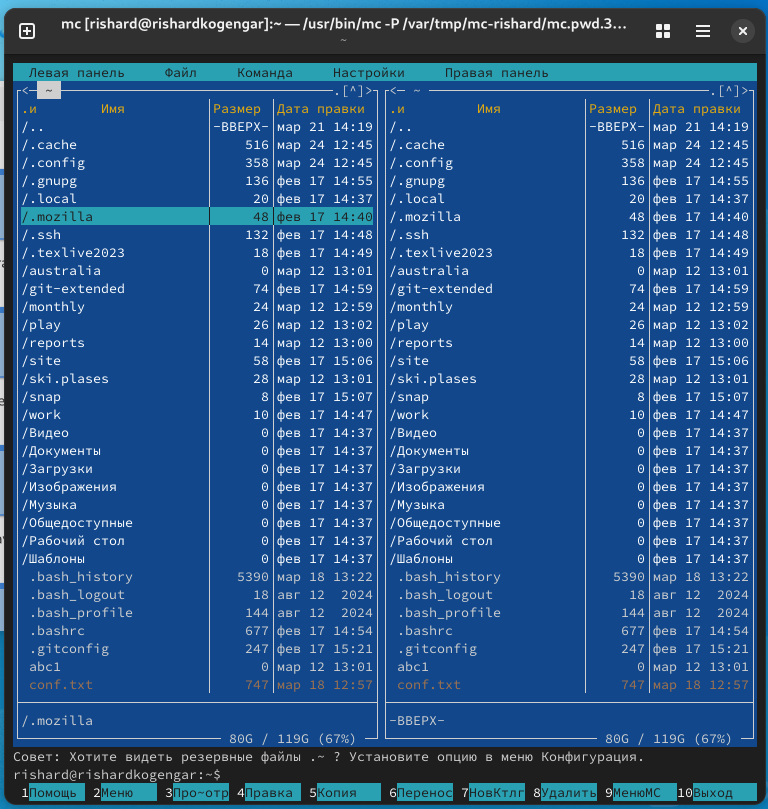 mc [rishard@rishardkogengar]:~ — /usr/bin/mc -P /var/tmp/mc-rishard/mc.pwd.3…
~
Левая панель Файл Команда Настройки Правая панель
<─ ~ .[^]> <─ ~ .[^]>
.и Имя Размер Дата правки .и Имя Размер Дата правки
/.. -ВВЕРХ- мар 21 14:19 /.. -ВВЕРХ- мар 21 14:19
/.cache 516 мар 24 12:45 /.cache 516 мар 24 12:45
/.config 358 мар 24 12:45 /.config 358 мар 24 12:45
/.gnupg 136 фев 17 14:55 /.gnupg 136 фев 17 14:55
/.local 20 фев 17 14:37 /.local 20 фев 17 14:37
/.mozilla 48 фев 17 14:40 /.mozilla 48 фев 17 14:40
/.ssh 132 фев 17 14:48 /.ssh 132 фев 17 14:48
/.texlive2023 18 фев 17 14:49 /.texlive2023 18 фев 17 14:49
/australia 0 мар 12 13:01 /australia 0 мар 12 13:01
/git-extended 74 фев 17 14:59 /git-extended 74 фев 17 14:59
/monthly 24 мар 12 12:59 /monthly 24 мар 12 12:59
/play 26 мар 12 13:02 /play 26 мар 12 13:02
/reports 14 мар 12 13:00 /reports 14 мар 12 13:00
/site 58 фев 17 15:06 /site 58 фев 17 15:06
/ski.plases 28 мар 12 13:01 /ski.plases 28 мар 12 13:01
/snap 8 фев 17 15:07 /snap 8 фев 17 15:07
/work 10 фев 17 14:47 /work 10 фев 17 14:47
/Видео 0 фев 17 14:37 /Видео 0 фев 17 14:37
/Документы 0 фев 17 14:37 /Документы 0 фев 17 14:37
/Загрузки 0 фев 17 14:37 /Загрузки 0 фев 17 14:37
/Изображения 0 фев 17 14:37 /Изображения 0 фев 17 14:37
/Музыка 0 фев 17 14:37 /Музыка 0 фев 17 14:37
/Общедоступные 0 фев 17 14:37 /Общедоступные 0 фев 17 14:37
/Рабочий стол 0 фев 17 14:37 /Рабочий стол 0 фев 17 14:37
/Шаблоны 0 фев 17 14:37 /Шаблоны 0 фев 17 14:37
.bash_history 5390 мар 18 13:22 .bash_history 5390 мар 18 13:22
.bash_logout 18 авг 12 2024 .bash_logout 18 авг 12 2024
.bash_profile 144 авг 12 2024 .bash_profile 144 авг 12 2024
.bashrc 677 фев 17 14:54 .bashrc 677 фев 17 14:54
.gitconfig 247 фев 17 15:21 .gitconfig 247 фев 17 15:21
abc1 0 мар 12 13:01 abc1 0 мар 12 13:01
conf.txt 747 мар 18 12:57 conf.txt 747 мар 18 12:57
/.mozilla -ВВЕРХ-
80G / 119G (67%) 80G / 119G (67%)
Совет: Хотите видеть резервные файлы .~ ? Установите опцию в меню Конфигурация.
rishard@rishardkogengar:~$
1Помощь 2Меню 3Про~отр 4Правка 5Копия 6Перенос 7НовКтлг 8Удалить 9МенюMC 10Выход